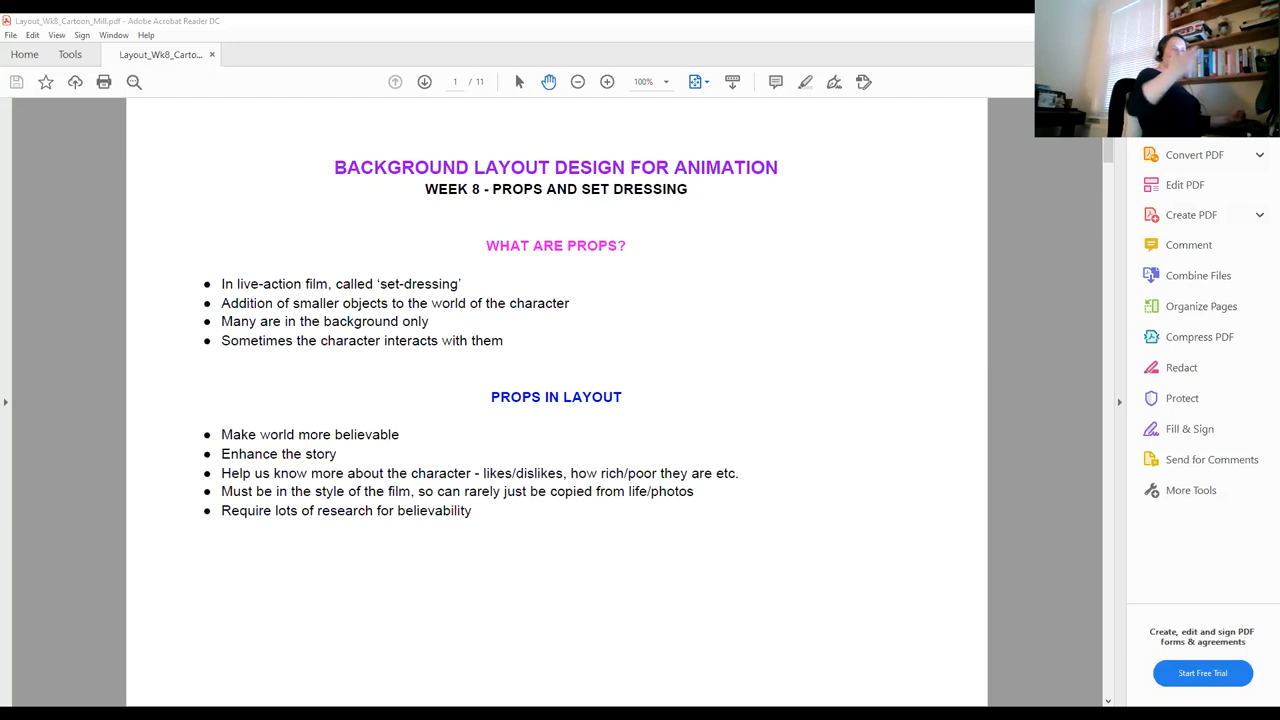 Layout_Wk8_Cartoon_Mill.pdf - Adobe Acrobat Reader DC
File Edit View Sign Window Help
Home Tools Layout_Wk8_Carto... ×
1 / 11 100%
BACKGROUND LAYOUT DESIGN FOR ANIMATION
WEEK 8 - PROPS AND SET DRESSING
WHAT ARE PROPS?
● In live-action film, called ‘set-dressing’
● Addition of smaller objects to the world of the character
● Many are in the background only
● Sometimes the character interacts with them
PROPS IN LAYOUT
● Make world more believable
● Enhance the story
● Help us know more about the character - likes/dislikes, how rich/poor they are etc.
● Must be in the style of the film, so can rarely just be copied from life/photos
● Require lots of research for believability
Convert PDF
Edit PDF
Create PDF
Comment
Combine Files
Organize Pages
Compress PDF
Redact
Protect
Fill & Sign
Send for Comments
More Tools
Create, edit and sign PDF
forms & agreements
Start Free Trial